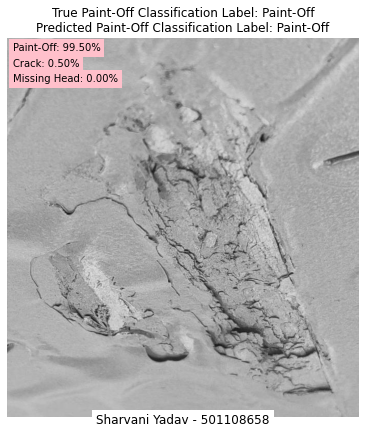 True Paint-Off Classification Label: Paint-Off
Predicted Paint-Off Classification Label: Paint-Off
Paint-Off: 99.50%
Crack: 0.50%
Missing Head: 0.00%
Sharvani Yadav - 501108658